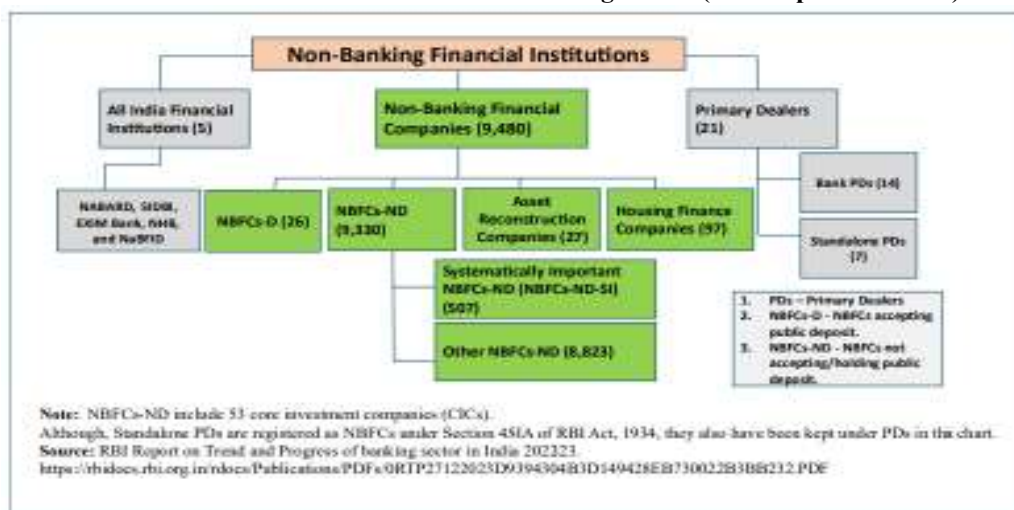 Non-Banking Financial Institutions
All India Financial
Institutions (5)
Non-Banking Financial
Companies (9,480)
Primary Dealers
(21)
NABARD, SIDBI,
EXIM Bank, NHB,
and NaBFID
NBFCs-D (26)
NBFCs-ND
(9,330)
Asset
Reconstruction
Companies (27)
Housing Finance
Companies (97)
Bank PDs (14)
Standalone PDs
(7)
Systematically Important
NBFCs-ND (NBFCs-ND-SI)
(507)
Other NBFCs-ND (8,823)
1. PDs – Primary Dealers
2. NBFCs-D - NBFCs accepting
public deposit.
3. NBFCs-ND - NBFCs not
accepting/holding public
deposit.
Note: NBFCs-ND include 53 core investment companies (CICs).
Although, Standalone PDs are registered as NBFCs under Section 45IA of RBI Act, 1934, they also have been kept under PDs in the chart.
Source: RBI Report on Trend and Progress of banking sector in India 202223.